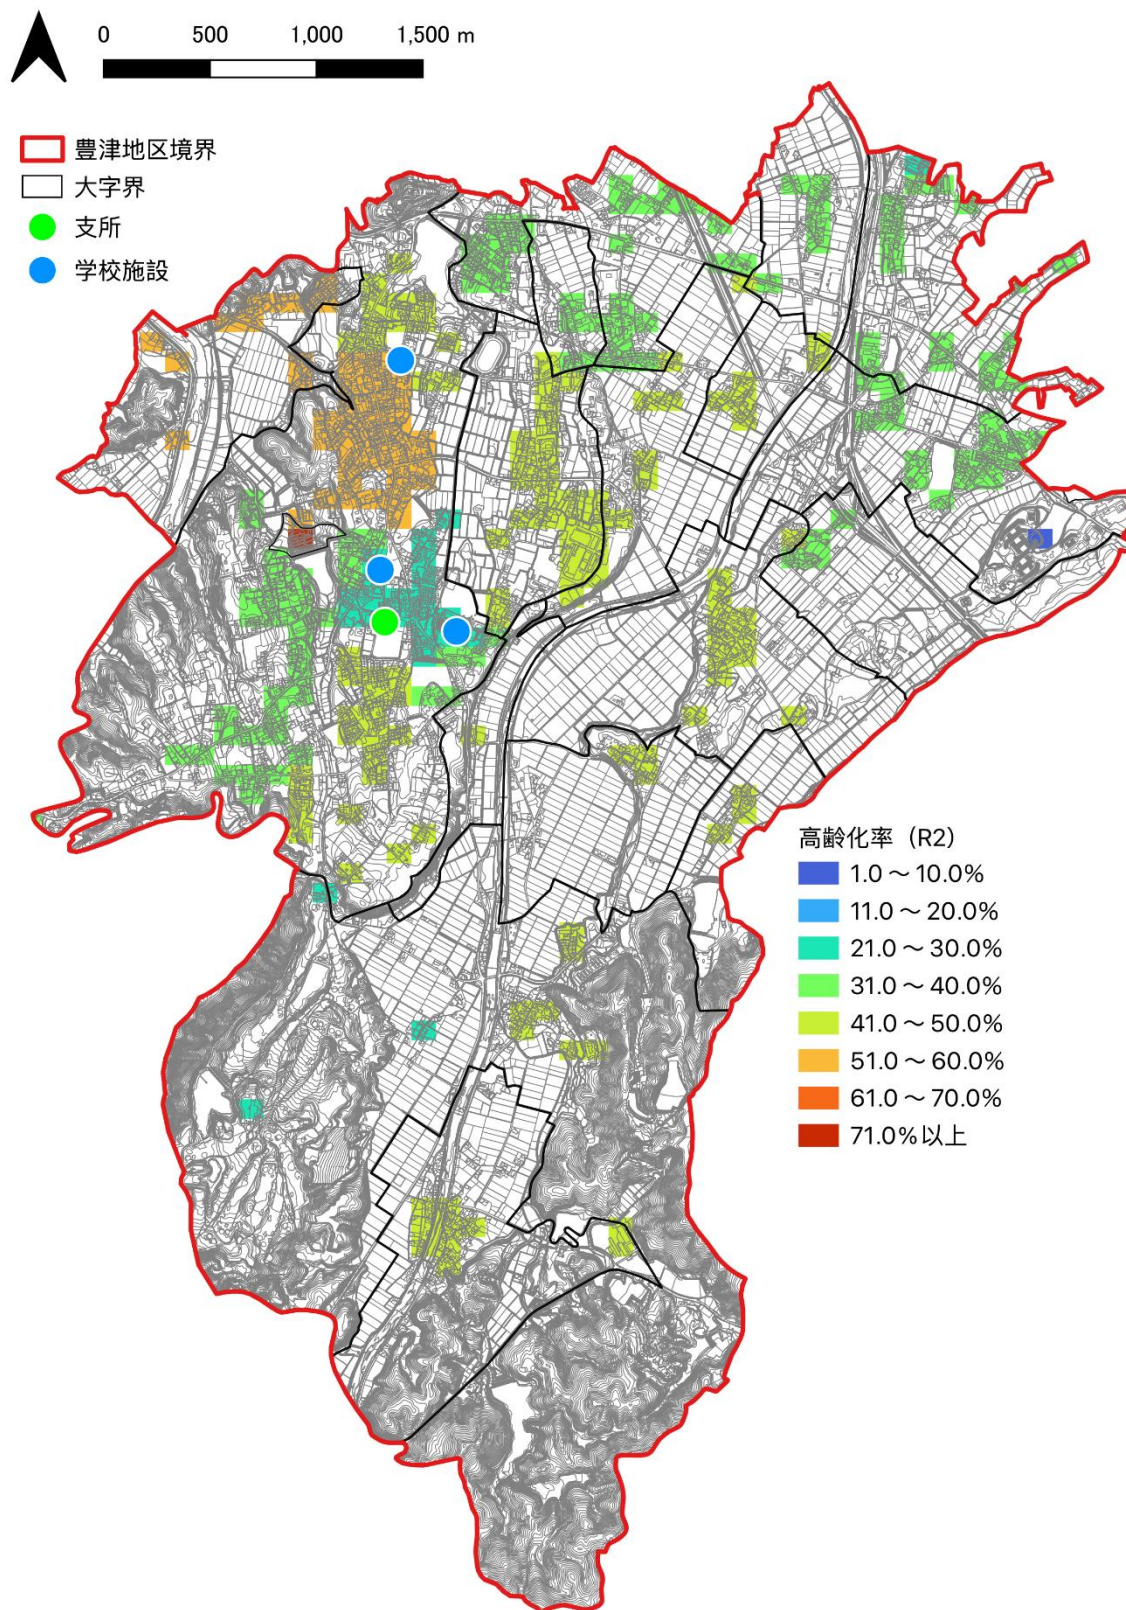 0 500 1,000 1,500 m
豊津地区境界
大字界
支所
学校施設
高齢化率（R2）
1.0 ～ 10.0%
11.0 ～ 20.0%
21.0 ～ 30.0%
31.0 ～ 40.0%
41.0 ～ 50.0%
51.0 ～ 60.0%
61.0 ～ 70.0%
71.0%以上